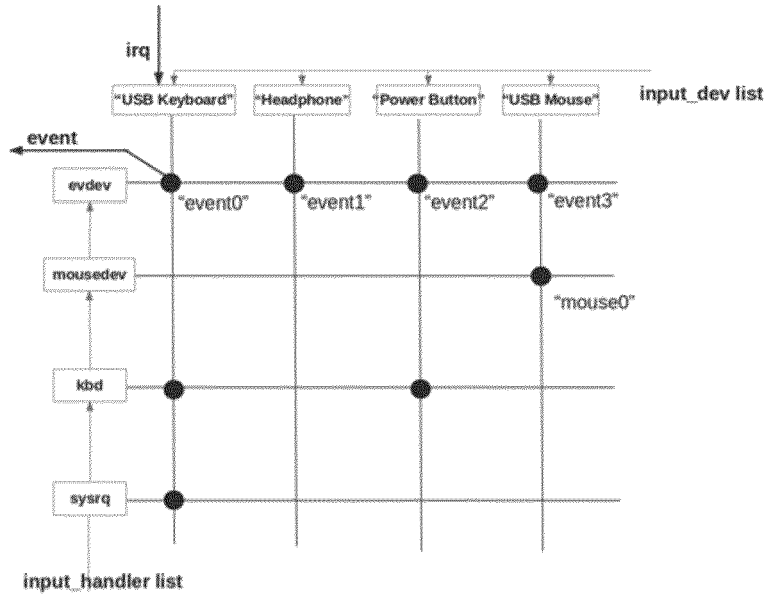 irq
"USB Keyboard" "Headphone" "Power Button" "USB Mouse" input_dev list
event
evdev
"event0" "event1" "event2" "event3"
mousedev
"mouse0"
kbd
sysrq
input_handler list